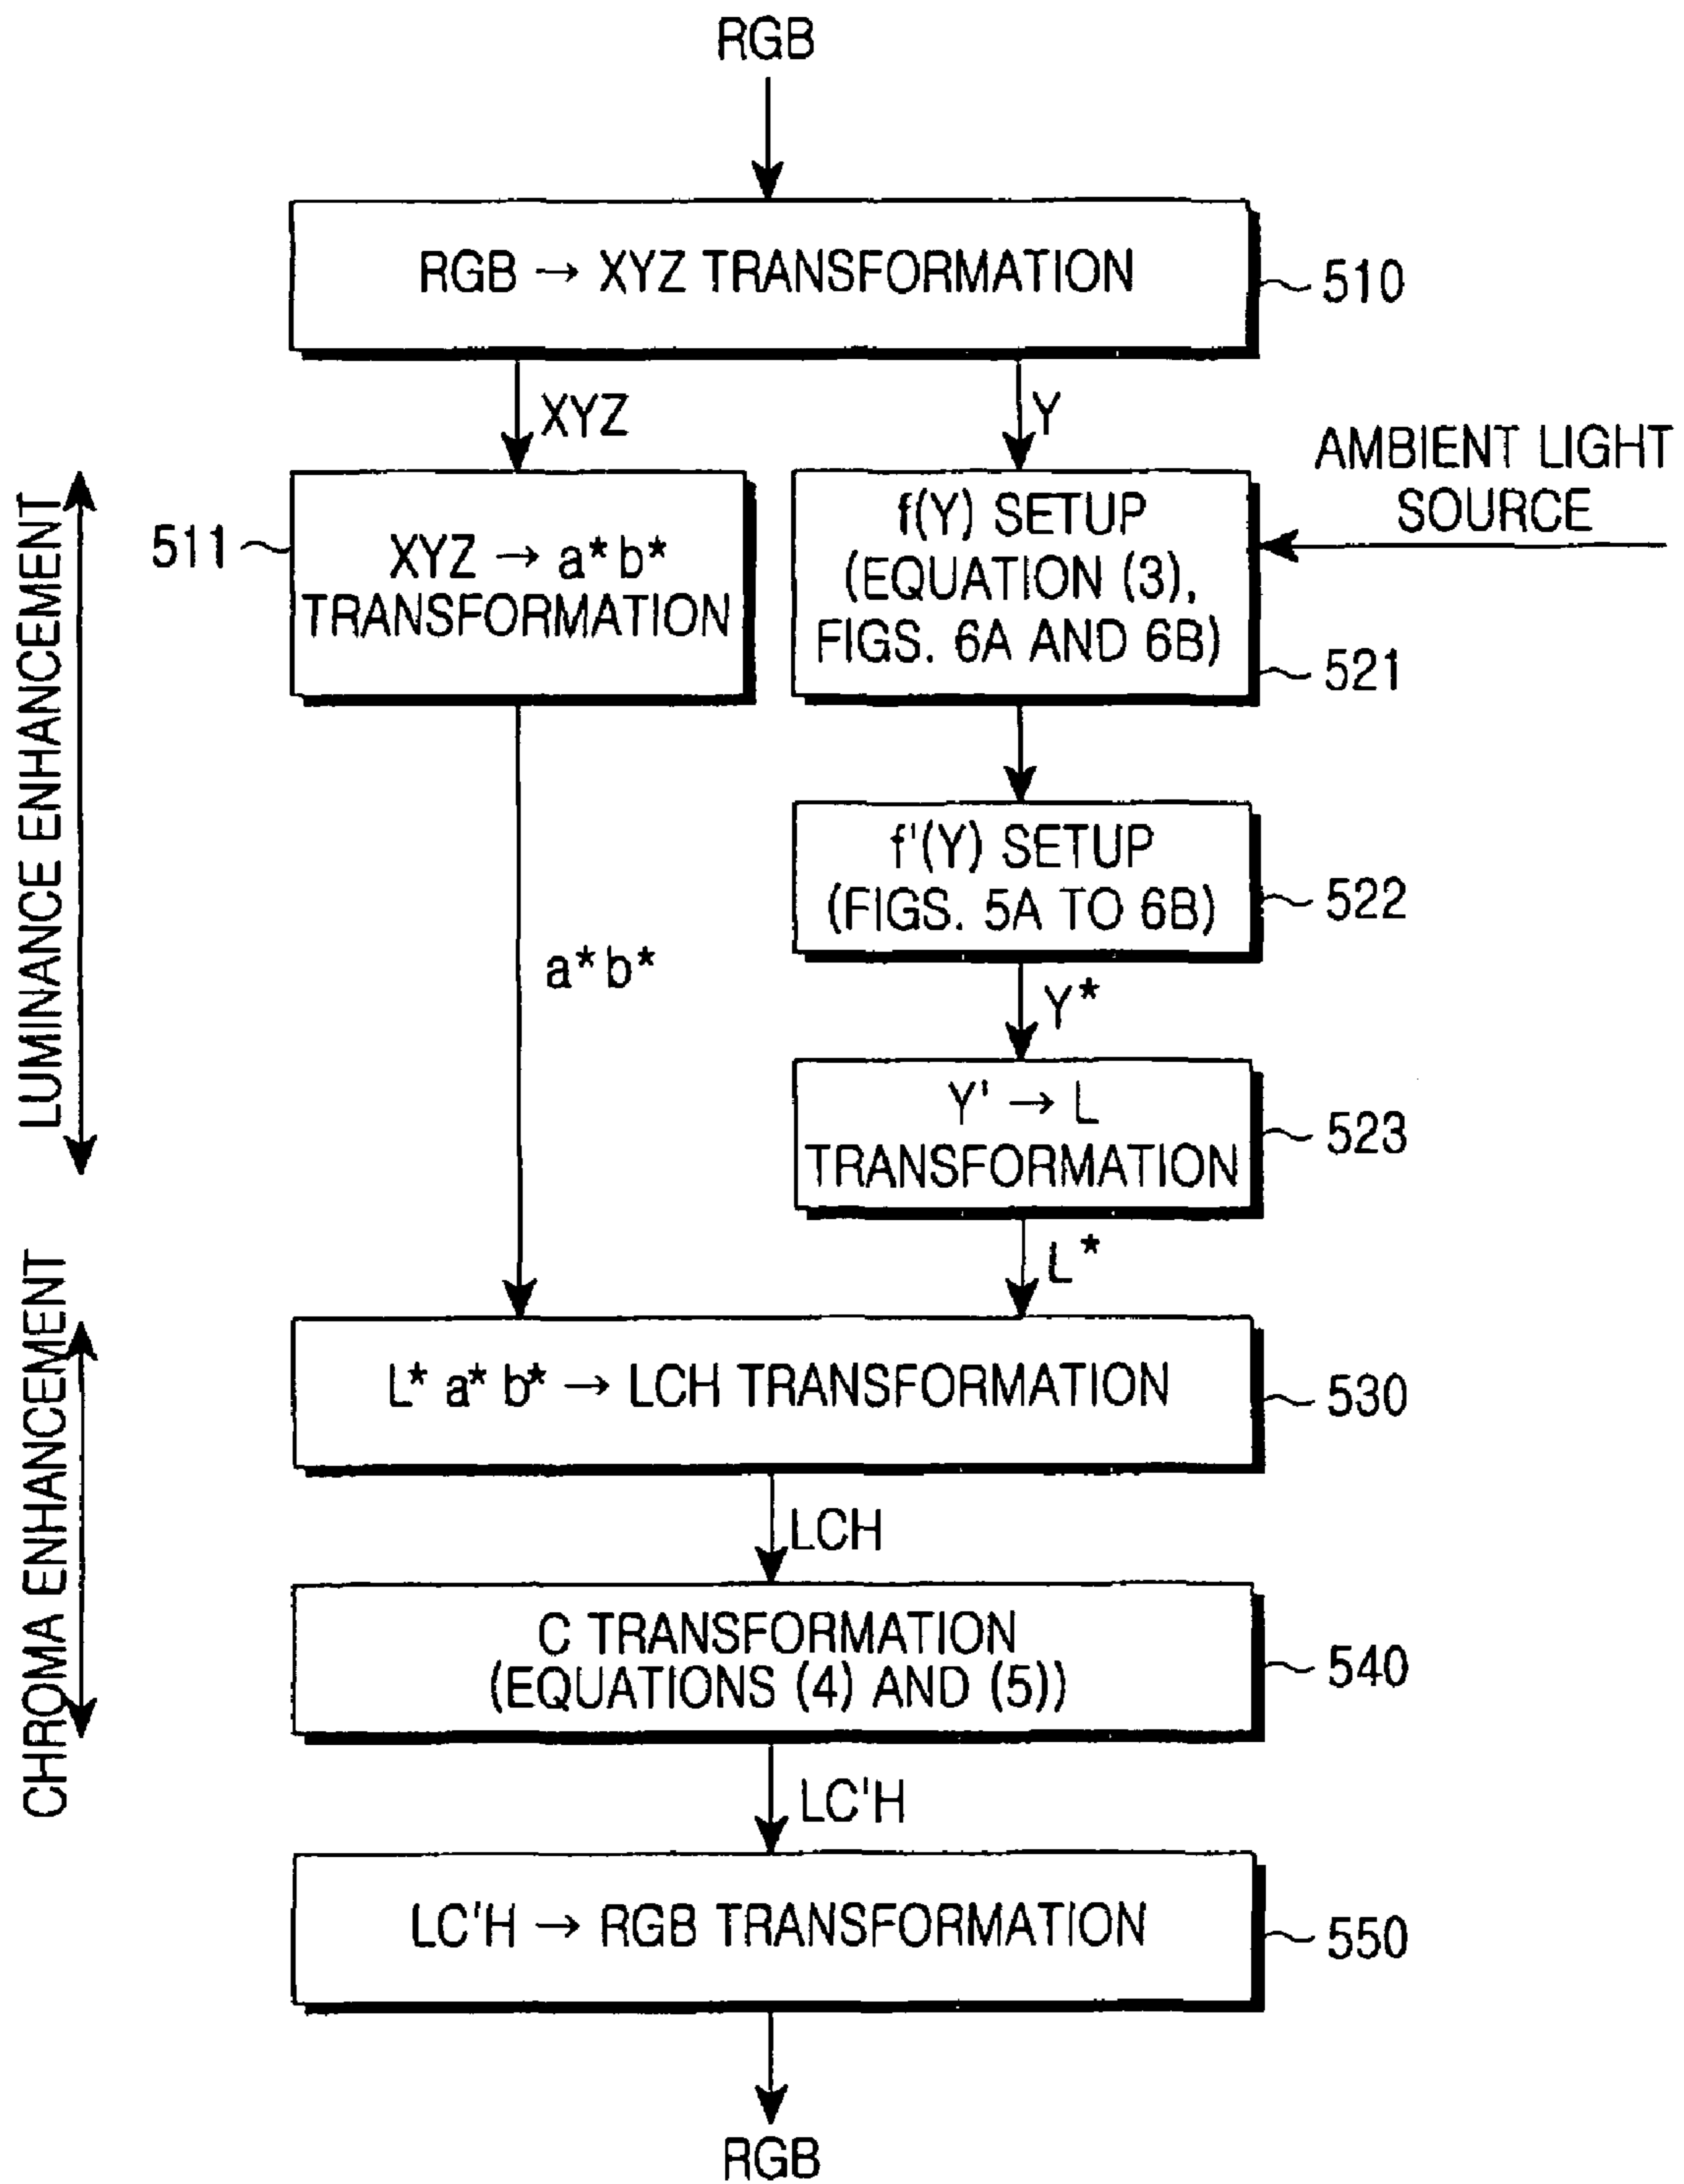 RGB
RGB → XYZ TRANSFORMATION
510
XYZ
Y
AMBIENT LIGHT
SOURCE
LUMINANCE ENHANCEMENT
511
XYZ → a* b*
TRANSFORMATION
f(Y) SETUP
(EQUATION (3),
FIGS. 6A AND 6B)
521
f'(Y) SETUP
(FIGS. 5A TO 6B)
522
a* b*
Y*
Y' → L
TRANSFORMATION
523
L*
CHROMA ENHANCEMENT
L* a* b* → LCH TRANSFORMATION
530
LCH
C TRANSFORMATION
(EQUATIONS (4) AND (5))
540
LC'H
LC'H → RGB TRANSFORMATION
550
RGB